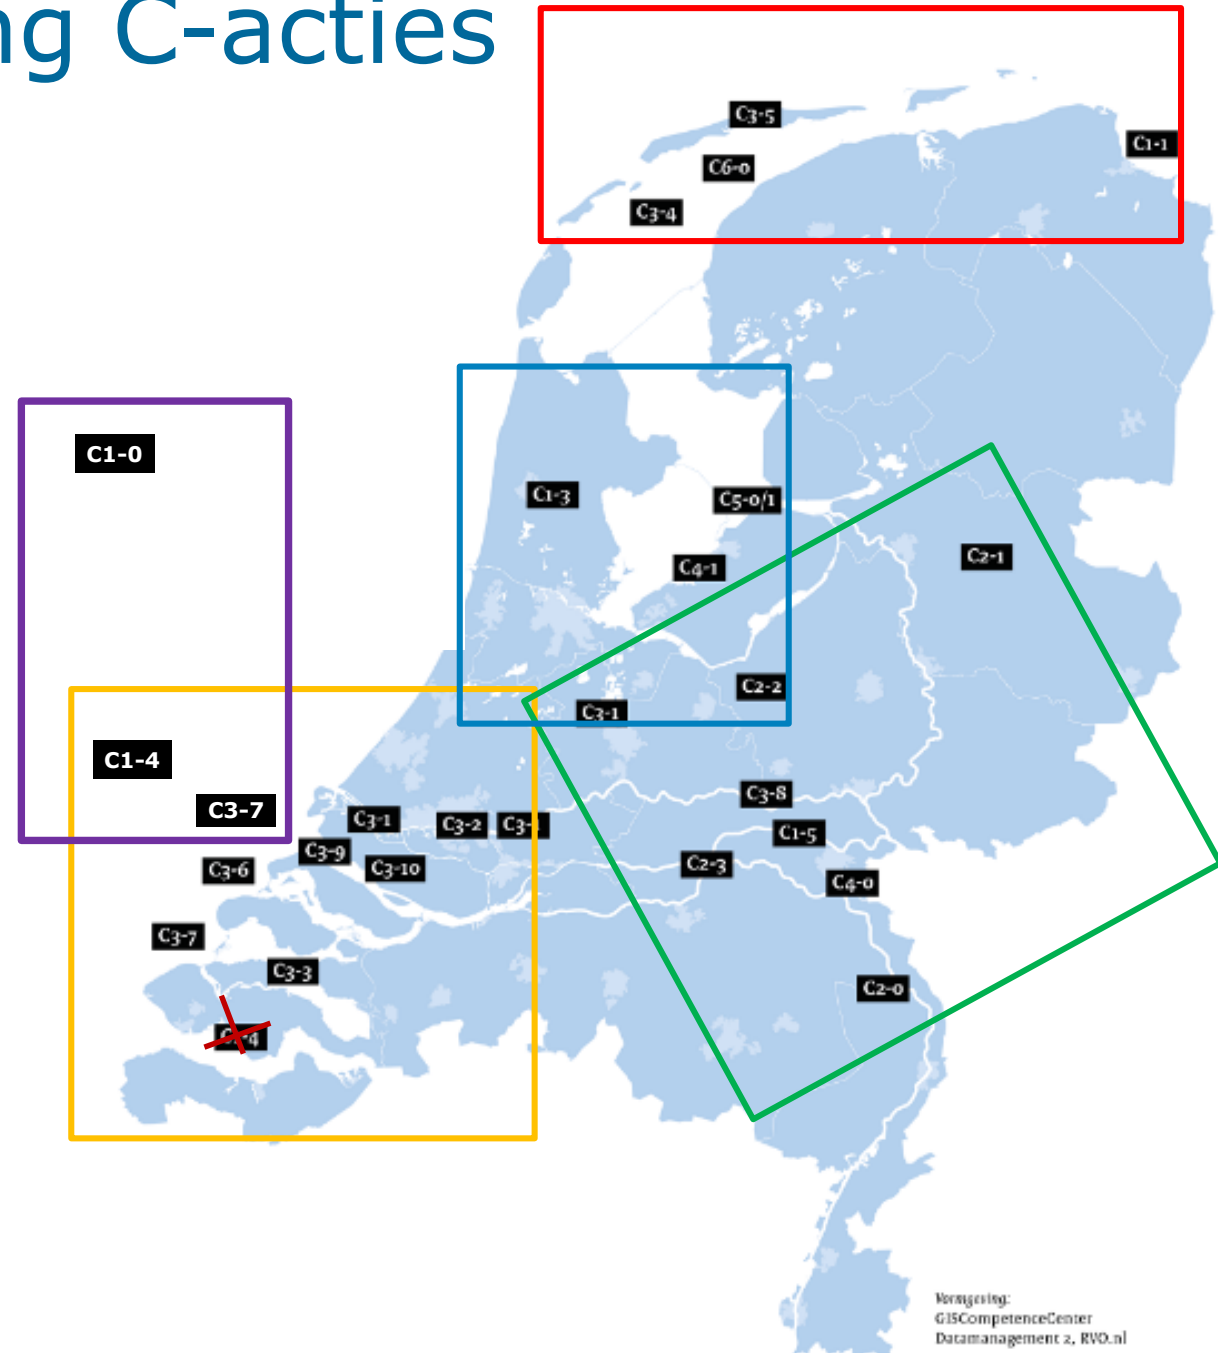 ng C-acties
C3-5
C1-1
C6-0
C3-4
C1-0
C1-3
C5-0/1
C2-1
C4-1
C2-2
C3-1
C1-4
C3-7
C3-8
C3-1
C3-2
C1-5
C3-9
C3-10
C2-3
C3-6
C4-0
C3-7
C3-3
C2-0
Vormgeving:
GISCompetenceCenter
Datamanagement 2, RVO.nl